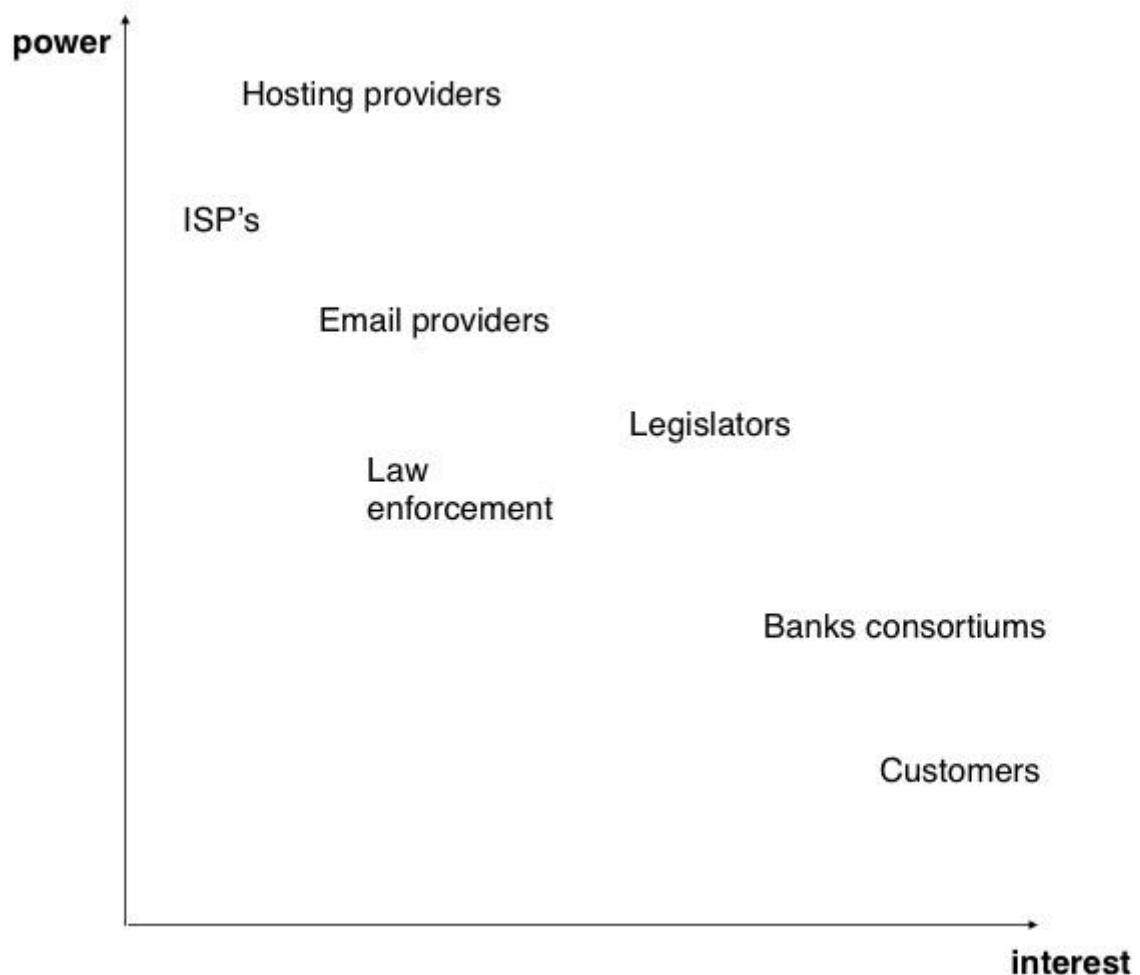 power
Hosting providers
ISP’s
Email providers
Legislators
Law
enforcement
Banks consortiums
Customers
interest